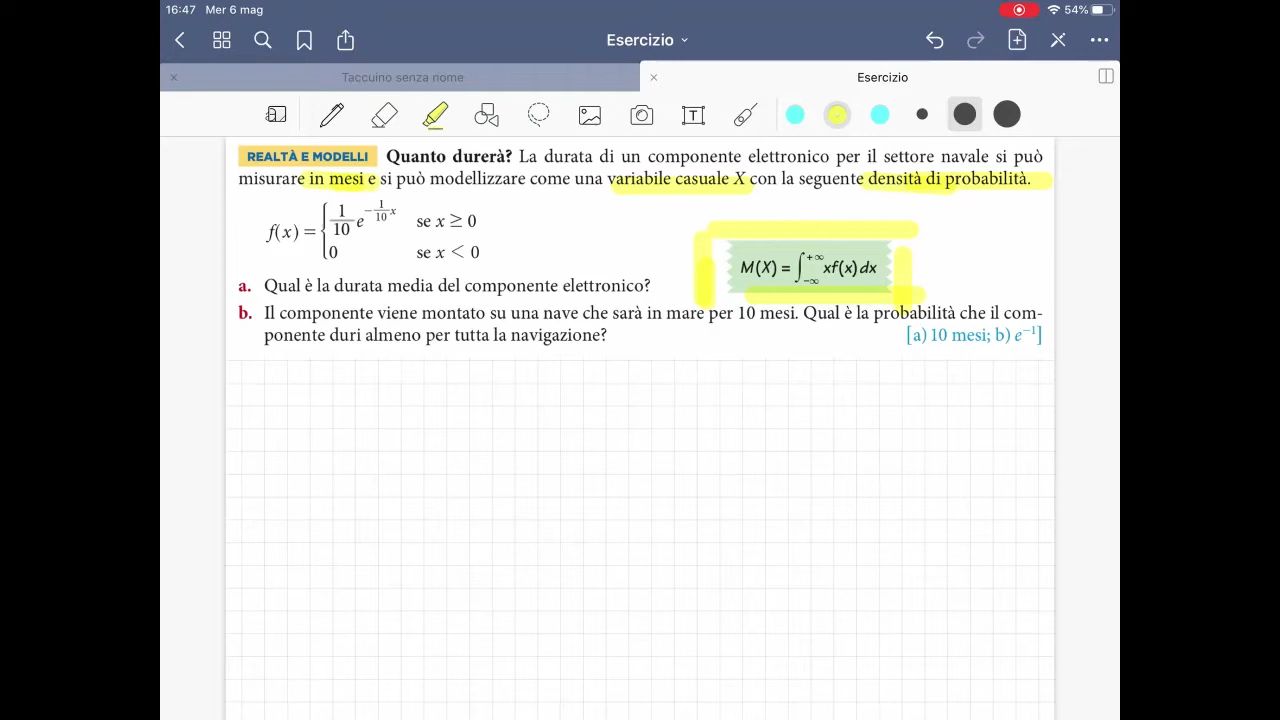 16:47 Mer 6 mag 54%
Esercizio
Taccuino senza nome Esercizio
T
REALTÀ E MODELLI Quanto durerà? La durata di un componente elettronico per il settore navale si può
misurare in mesi e si può modellizzare come una variabile casuale X con la seguente densità di probabilità.
f(x) = { 1/10 e^{-1/10 x} se x ≥ 0
0 se x < 0
M(X) = ∫_{-∞}^{+∞} xf(x) dx
a. Qual è la durata media del componente elettronico?
b. Il componente viene montato su una nave che sarà in mare per 10 mesi. Qual è la probabilità che il com-
ponente duri almeno per tutta la navigazione? [a) 10 mesi; b) e^{-1}]